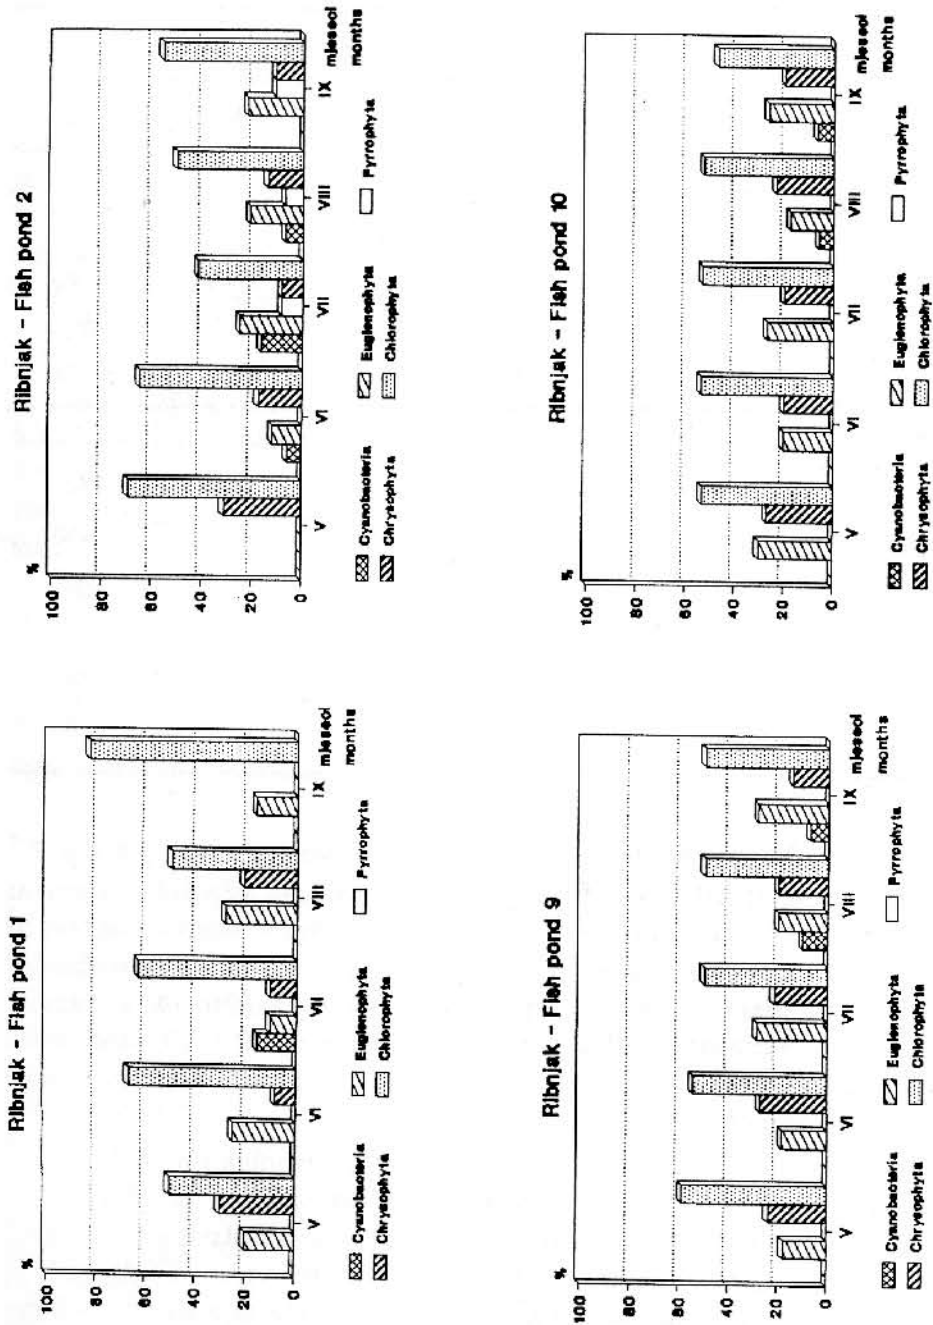 Ribnjak – Fish pond 1
%
100
80
60
40
20
0
V VI VII VIII IX mjeseci
months
Cyanobacteria Euglenophyta Pyrrophyta
Chrysophyta Chlorophyta
Ribnjak – Fish pond 2
%
100
80
60
40
20
0
V VI VII VIII IX mjeseci
months
Cyanobacteria Euglenophyta Pyrrophyta
Chrysophyta Chlorophyta
Ribnjak – Fish pond 9
%
100
80
60
40
20
0
V VI VII VIII IX mjeseci
months
Cyanobacteria Euglenophyta Pyrrophyta
Chrysophyta Chlorophyta
Ribnjak – Fish pond 10
%
100
80
60
40
20
0
V VI VII VIII IX mjeseci
months
Cyanobacteria Euglenophyta Pyrrophyta
Chrysophyta Chlorophyta